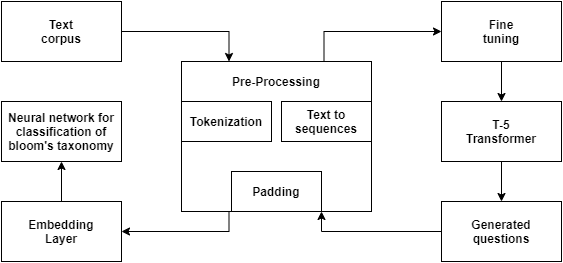 Text
corpus
Fine
tuning
Pre-Processing
Tokenization
Text to
sequences
Neural network for
classification of
bloom's taxonomy
T-5
Transformer
Padding
Embedding
Layer
Generated
questions